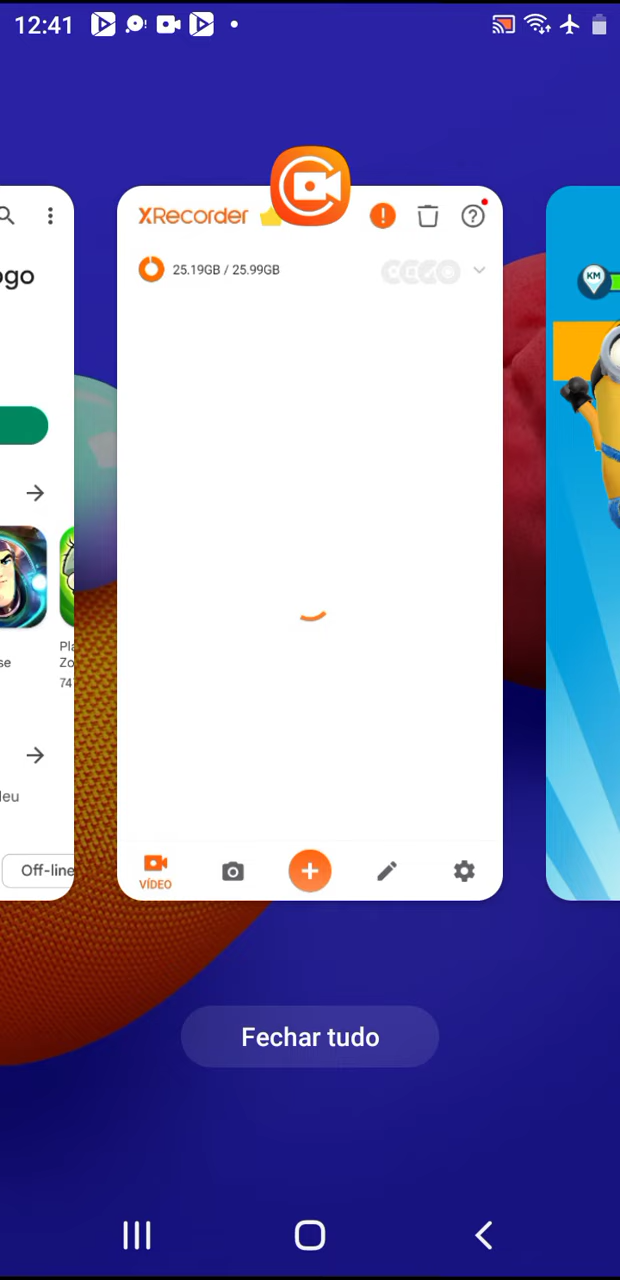 12:41
XRecorder
ogo
25.19GB / 25.99GB
KM
Pla
se
Zo
74
leu
Off-line
VÍDEO
Fechar tudo